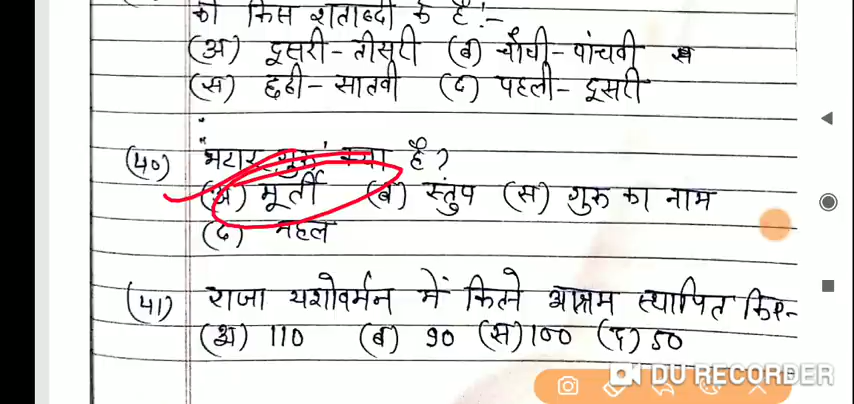 की किस शताब्दी के है!-
(अ) दूसरी-तीसरी (ब) चौथी-पांचवी स
(स) छठी-सातवी (द) पहली-दूसरी
(40) भटार गुरु क्या है?
(अ) मूर्ती (ब) स्तुप (स) गुरु का नाम
(द) महल
(41) राजा यशोवर्मन में कितने आश्रम स्थापित किए-
(अ) 110 (ब) 90 (स) 100 (द) 50
DU RECORDER